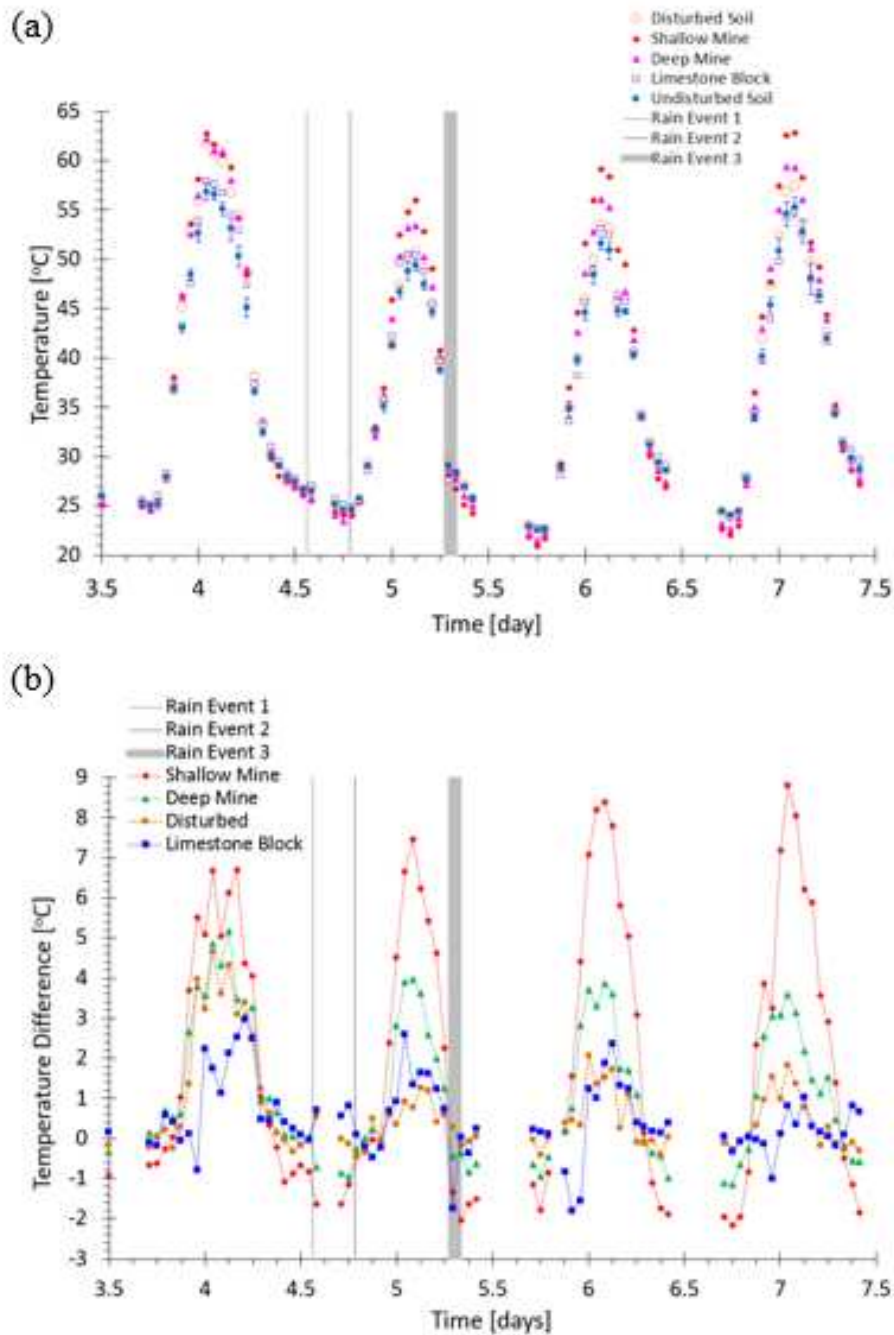 (a)
Disturbed Soil
Shallow Mine
Deep Mine
Limestone Block
Undisturbed Soil
Rain Event 1
Rain Event 2
Rain Event 3
65
60
55
50
45
40
35
30
25
20
Temperature [°C]
3.5 4 4.5 5 5.5 6 6.5 7 7.5
Time [day]
(b)
Rain Event 1
Rain Event 2
Rain Event 3
Shallow Mine
Deep Mine
Disturbed
Limestone Block
9
8
7
6
5
4
3
2
1
0
-1
-2
-3
Temperature Difference [°C]
3.5 4 4.5 5 5.5 6 6.5 7 7.5
Time [days]